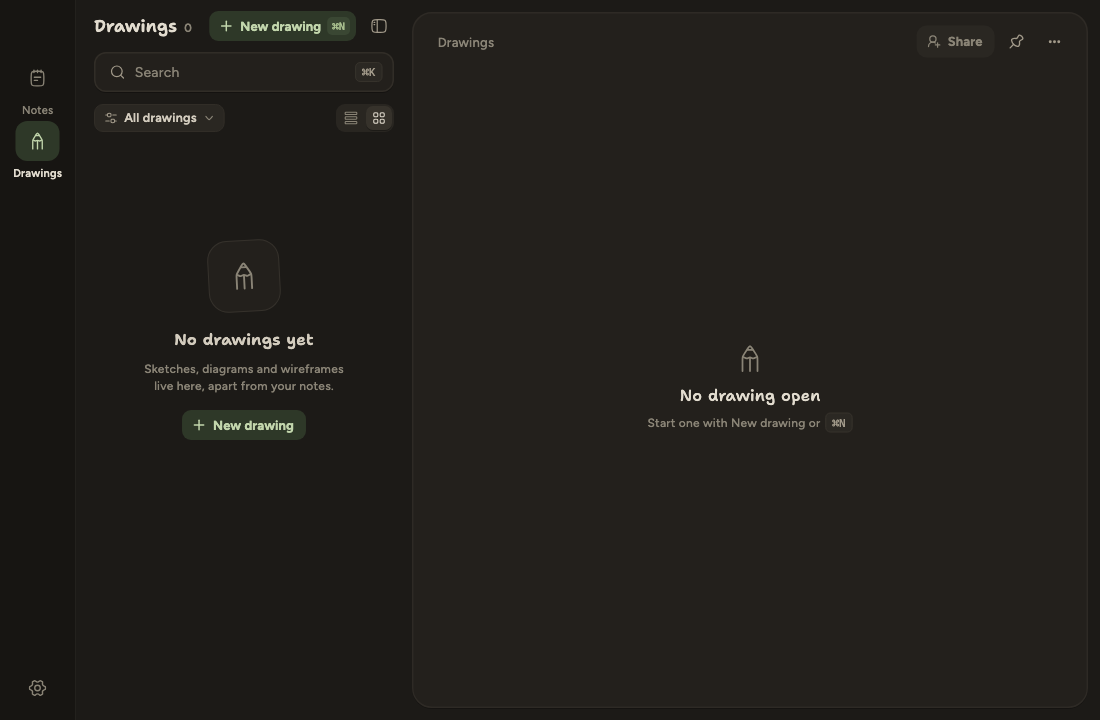 Drawings 0
New drawing ⌘N
Search ⌘K
All drawings
Notes
Drawings
No drawings yet
Sketches, diagrams and wireframes
live here, apart from your notes.
New drawing
Drawings
Share
No drawing open
Start one with New drawing or ⌘N